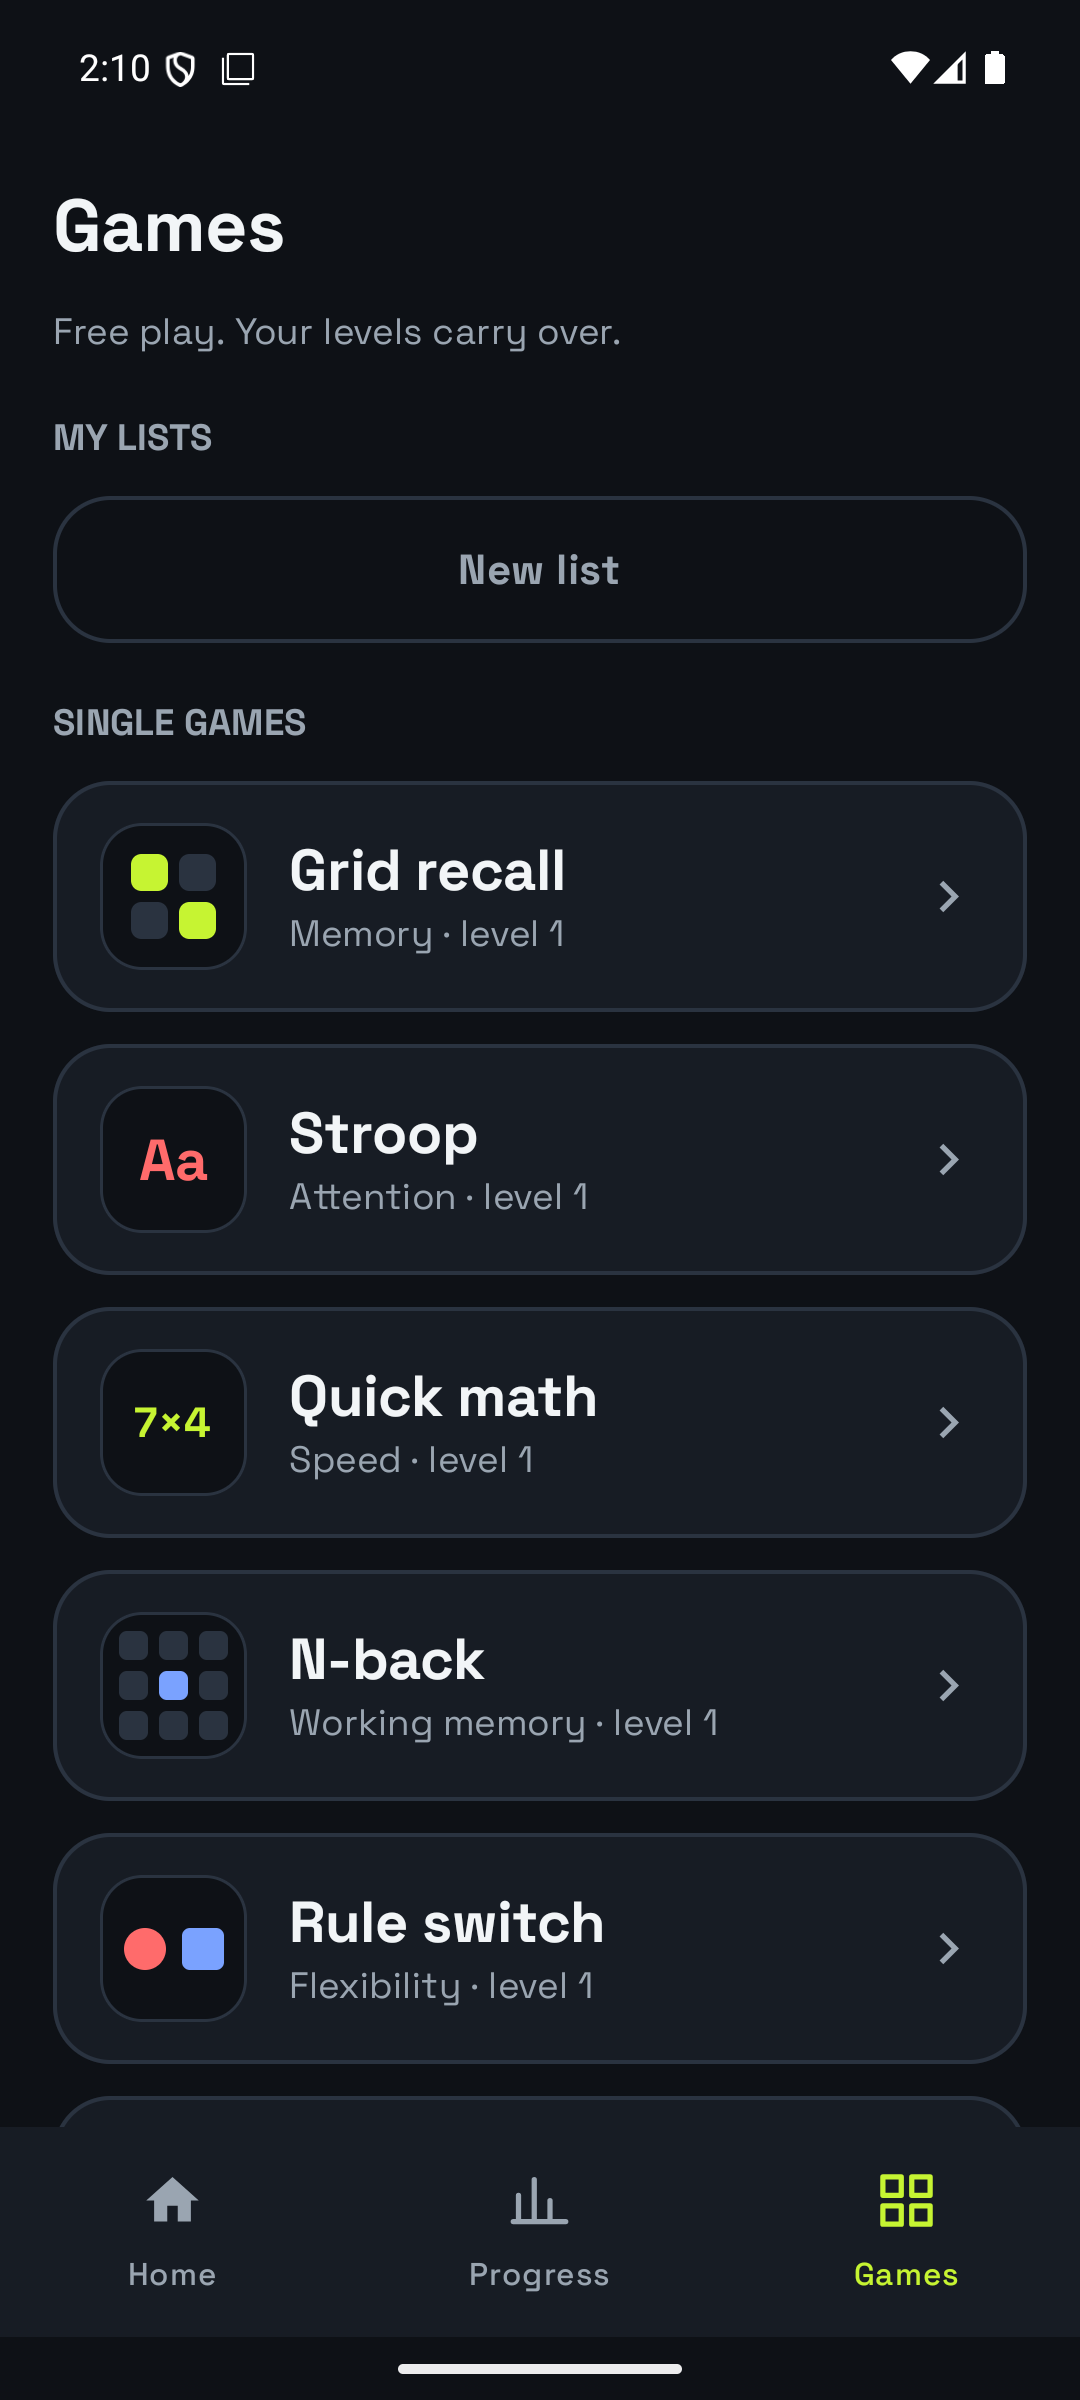 2:10
Games
Free play. Your levels carry over.
MY LISTS
New list
SINGLE GAMES
Grid recall
Memory · level 1
Aa
Stroop
Attention · level 1
7×4
Quick math
Speed · level 1
N-back
Working memory · level 1
Rule switch
Flexibility · level 1
Home
Progress
Games